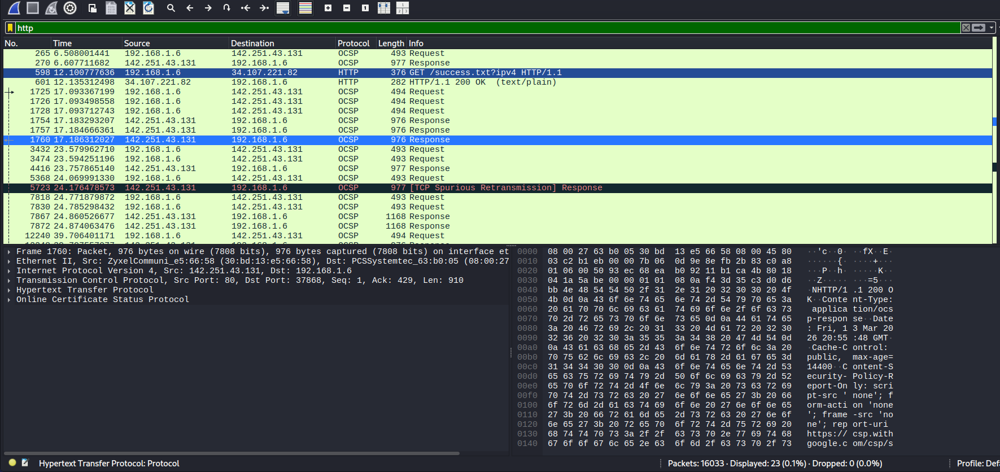 http
No. Time Source Destination Protocol Length Info
265 6.508001441 192.168.1.6 142.251.43.131 OCSP 493 Request
270 6.607711682 142.251.43.131 192.168.1.6 OCSP 977 Response
598 12.100777636 192.168.1.6 34.107.221.82 HTTP 376 GET /success.txt?ipv4 HTTP/1.1
601 12.135312498 34.107.221.82 192.168.1.6 HTTP 282 HTTP/1.1 200 OK (text/plain)
1725 17.093367199 192.168.1.6 142.251.43.131 OCSP 494 Request
1726 17.093498558 192.168.1.6 142.251.43.131 OCSP 494 Request
1728 17.093712743 192.168.1.6 142.251.43.131 OCSP 494 Request
1754 17.183293207 142.251.43.131 192.168.1.6 OCSP 976 Response
1757 17.184666361 142.251.43.131 192.168.1.6 OCSP 976 Response
1760 17.186312027 142.251.43.131 192.168.1.6 OCSP 976 Response
3432 23.579962710 192.168.1.6 142.251.43.131 OCSP 493 Request
3474 23.594251196 192.168.1.6 142.251.43.131 OCSP 493 Request
4416 23.757865140 142.251.43.131 192.168.1.6 OCSP 977 Response
5368 24.069991330 192.168.1.6 142.251.43.131 OCSP 493 Request
5723 24.176478573 142.251.43.131 192.168.1.6 OCSP 977 [TCP Spurious Retransmission] Response
7818 24.771879872 192.168.1.6 142.251.43.131 OCSP 493 Request
7830 24.785298432 192.168.1.6 142.251.43.131 OCSP 493 Request
7867 24.860526677 142.251.43.131 192.168.1.6 OCSP 1168 Response
7872 24.874063476 142.251.43.131 192.168.1.6 OCSP 1168 Response
12240 39.706401171 192.168.1.6 142.251.43.131 OCSP 494 Request
Frame 1760: Packet, 976 bytes on wire (7808 bits), 976 bytes captured (7808 bits) on interface et
Ethernet II, Src: ZyxelCommuni_e5:66:58 (30:bd:13:e5:66:58), Dst: PCSSystemtec_63:b0:05 (08:00:27
Internet Protocol Version 4, Src: 142.251.43.131, Dst: 192.168.1.6
Transmission Control Protocol, Src Port: 80, Dst Port: 37868, Seq: 1, Ack: 429, Len: 910
Hypertext Transfer Protocol
Online Certificate Status Protocol
0000 08 00 27 63 b0 05 30 bd 13 e5 66 58 08 00 45 80 ··'c··0· ··fX··E·
0010 03 c2 b1 eb 00 00 7b 06 0d 9e 8e fb 2b 83 c0 a8 ······{· ····+···
0020 01 06 00 50 93 ec 68 ea b0 92 11 b1 ca 4b 80 18 ···P··h· ·····K··
0030 04 1a 5a be 00 00 01 01 08 0a f4 3d 35 c3 d0 d6 ··Z····· ···=5···
0040 bb 4e 48 54 54 50 2f 31 2e 31 20 32 30 30 20 4f ·NHTTP/1 .1 200 O
0050 4b 0d 0a 43 6f 6e 74 65 6e 74 2d 54 79 70 65 3a K··Conte nt-Type:
0060 20 61 70 70 6c 69 63 61 74 69 6f 6e 2f 6f 63 73 applica tion/ocs
0070 70 2d 72 65 73 70 6f 6e 73 65 0d 0a 44 61 74 65 p-respon se··Date
0080 3a 20 46 72 69 2c 20 31 33 20 4d 61 72 20 32 30 : Fri, 1 3 Mar 20
0090 32 36 20 32 30 3a 35 35 3a 34 38 20 47 4d 54 0d 26 20:55 :48 GMT·
00a0 0a 43 61 63 68 65 2d 43 6f 6e 74 72 6f 6c 3a 20 ·Cache-C ontrol:
00b0 70 75 62 6c 69 63 2c 20 6d 61 78 2d 61 67 65 3d public, max-age=
00c0 31 34 34 30 30 0d 0a 43 6f 6e 74 65 6e 74 2d 53 14400··C ontent-S
00d0 65 63 75 72 69 74 79 2d 50 6f 6c 69 63 79 2d 52 ecurity- Policy-R
00e0 65 70 6f 72 74 2d 4f 6e 6c 79 3a 20 73 63 72 69 eport-On ly: scri
00f0 70 74 2d 73 72 63 20 27 6e 6f 6e 65 27 3b 20 66 pt-src ' none'; f
0100 6f 72 6d 2d 61 63 74 69 6f 6e 20 27 6e 6f 6e 65 orm-acti on 'none
0110 27 3b 20 66 72 61 6d 65 2d 73 72 63 20 27 6e 6f '; frame -src 'no
0120 6e 65 27 3b 20 72 65 70 6f 72 74 2d 75 72 69 20 ne'; rep ort-uri
0130 68 74 74 70 73 3a 2f 2f 63 73 70 2e 77 69 74 68 https:// csp.with
0140 67 6f 6f 67 6c 65 2e 63 6f 6d 2f 63 73 70 2f 73 google.c om/csp/s
Hypertext Transfer Protocol: Protocol
Packets: 16033 · Displayed: 23 (0.1%) · Dropped: 0 (0.0%)
Profile: Defa